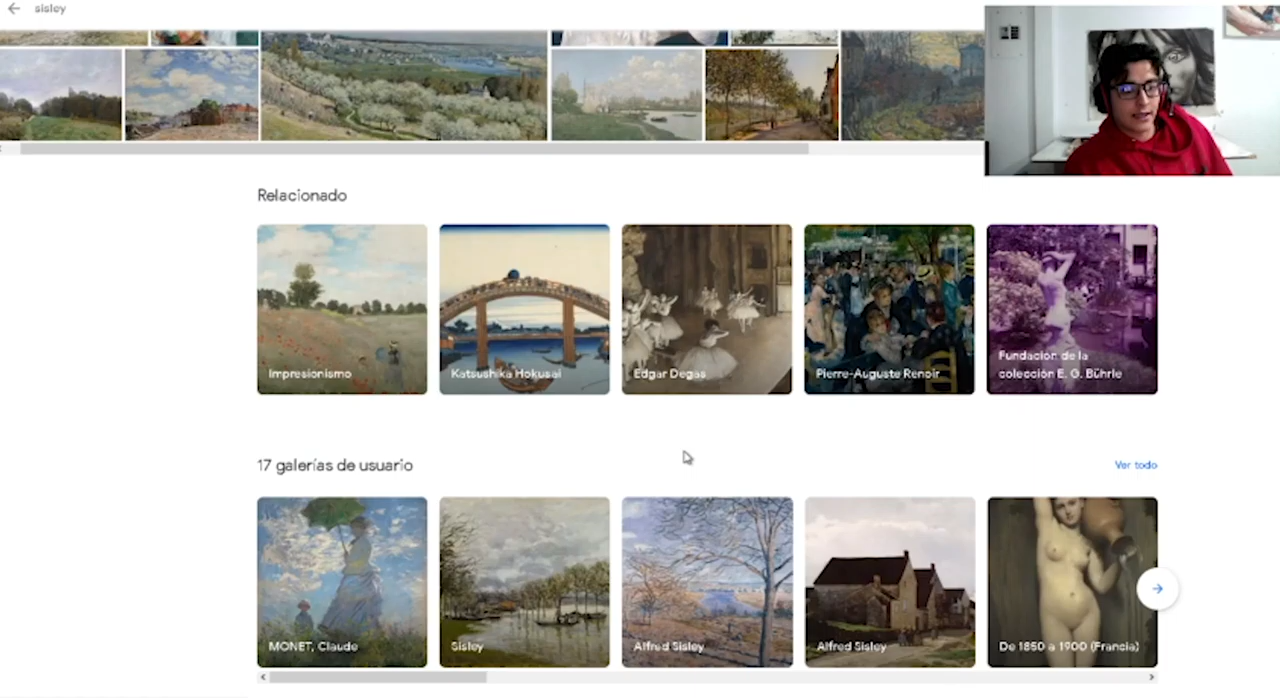 sisley
Relacionado
Impresionismo
Katsushika Hokusai
Edgar Degas
Pierre-Auguste Renoir
Fundación de la
colección E. G. Bührle
17 galerías de usuario
Ver todo
MONET, Claude
Sisley
Alfred Sisley
Alfred Sisley
De 1850 a 1900 (Francia)